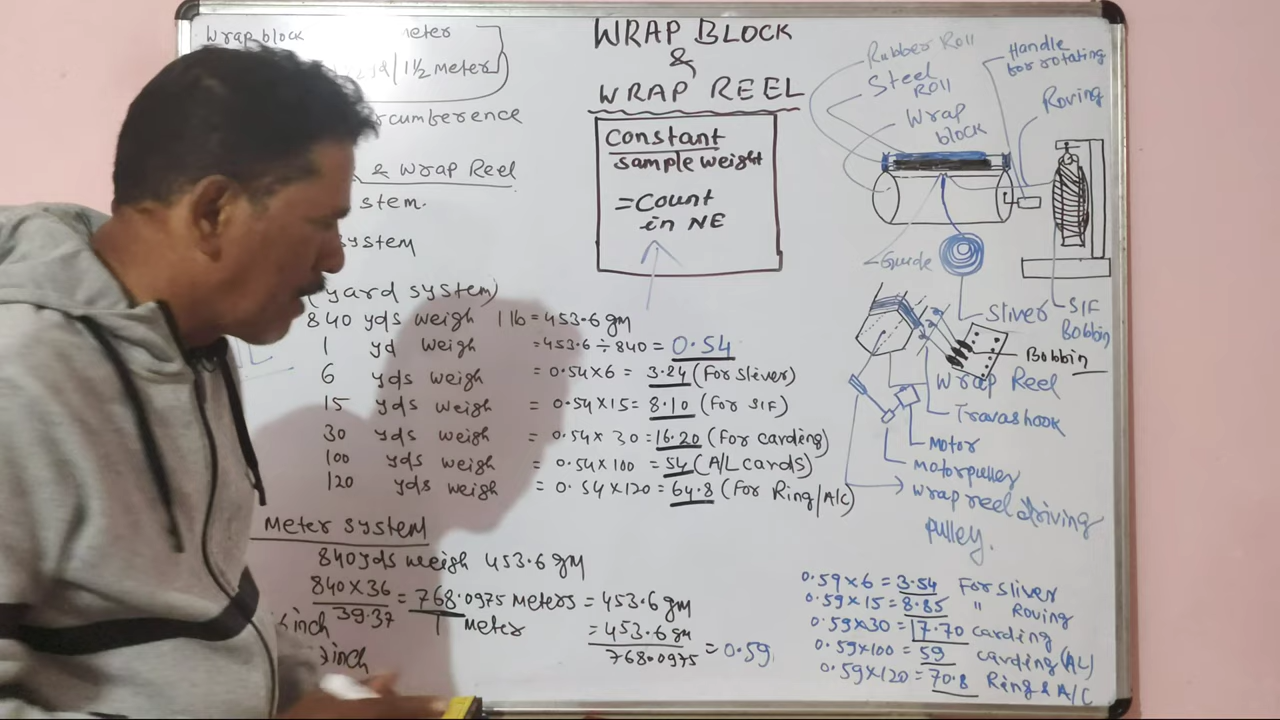 Wrap block meter
/1½ meter
rcumference
& Wrap Reel
stem.
system
(yard system)
840 yds weigh 1 lb = 453.6 gm
1 yd weigh = 453.6 ÷ 840 = 0.54
6 yds weigh = 0.54×6 = 3.24 (For sliver)
15 yds weigh = 0.54×15 = 8.10 (for SIF)
30 yds weigh = 0.54×30 = 16.20 (For carding)
100 yds weigh = 0.54×100 = 54 (A/L cards)
120 yds weigh = 0.54×120 = 64.8 (For Ring/A/C)
Meter system
840 yds weigh 453.6 gm
840×36
39.37
= 768.0975 meters = 453.6 gm
inch 1 meter = 453.6 gm
768.0975
= 0.59
inch
WRAP BLOCK
&
WRAP REEL
Constant
sample weight
= Count
in NE
Rubber Roll
Steel
Roll
Wrap
block
Handle
for rotating
Roving
Guide
Sliver
SIF
Bobbin
Bobbin
Wrap Reel
Travashook
Motor
Motor pulley
Wrap reel driving
pulley.
0.59×6 = 3.54 For sliver
0.59×15 = 8.85 " Roving
0.59×30 = 17.70 carding
0.59×100 = 59 carding (AL)
0.59×120 = 70.8 Ring & A/C